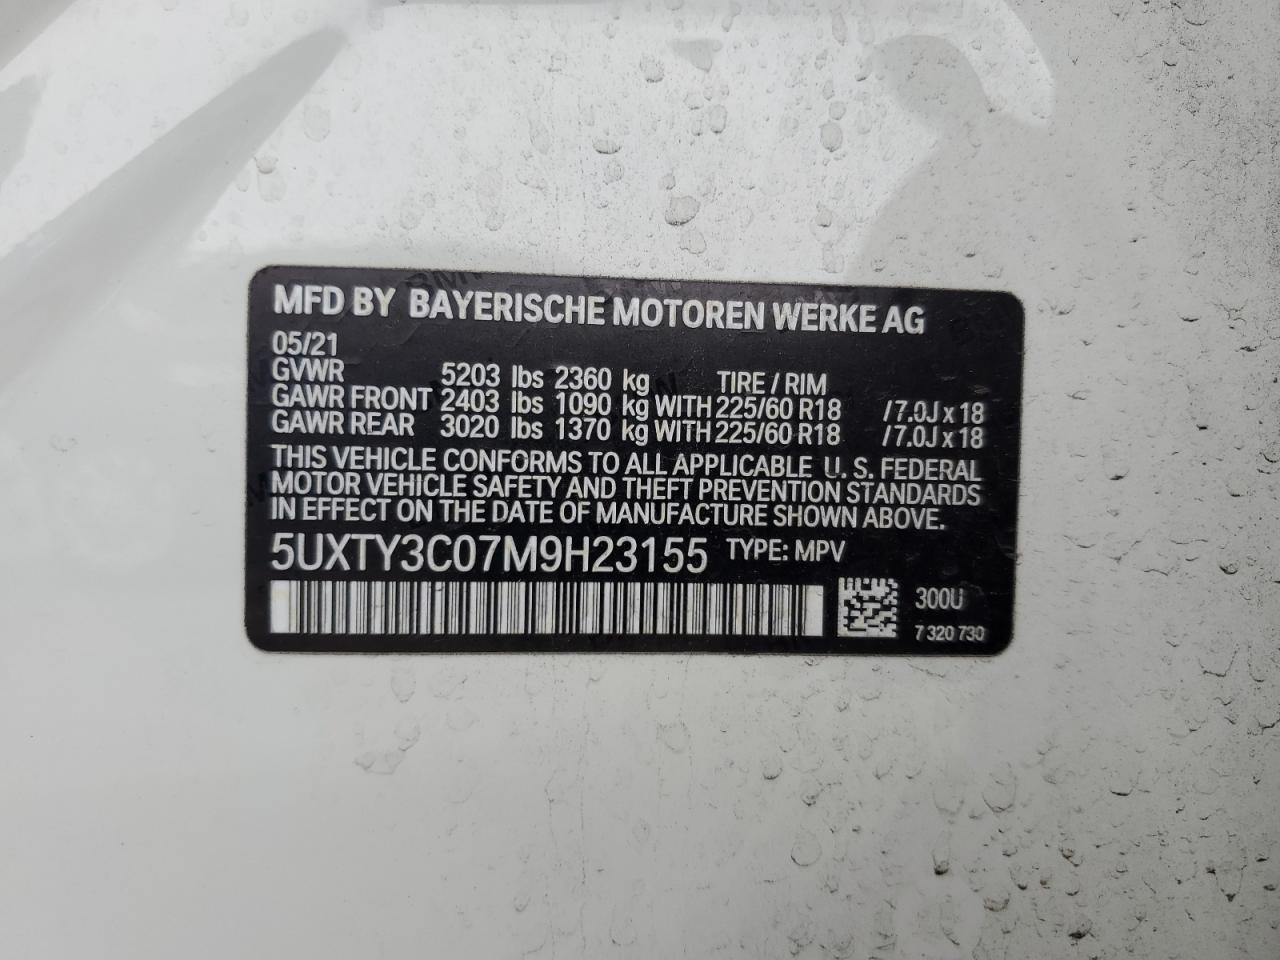 MFD BY BAYERISCHE MOTOREN WERKE AG
05/21
GVWR 5203 lbs 2360 kg TIRE / RIM
GAWR FRONT 2403 lbs 1090 kg WITH 225/60 R18 / 7.0J x 18
GAWR REAR 3020 lbs 1370 kg WITH 225/60 R18 / 7.0J x 18
THIS VEHICLE CONFORMS TO ALL APPLICABLE U. S. FEDERAL
MOTOR VEHICLE SAFETY AND THEFT PREVENTION STANDARDS
IN EFFECT ON THE DATE OF MANUFACTURE SHOWN ABOVE.
5UXTY3C07M9H23155 TYPE: MPV
300U
7 320 730